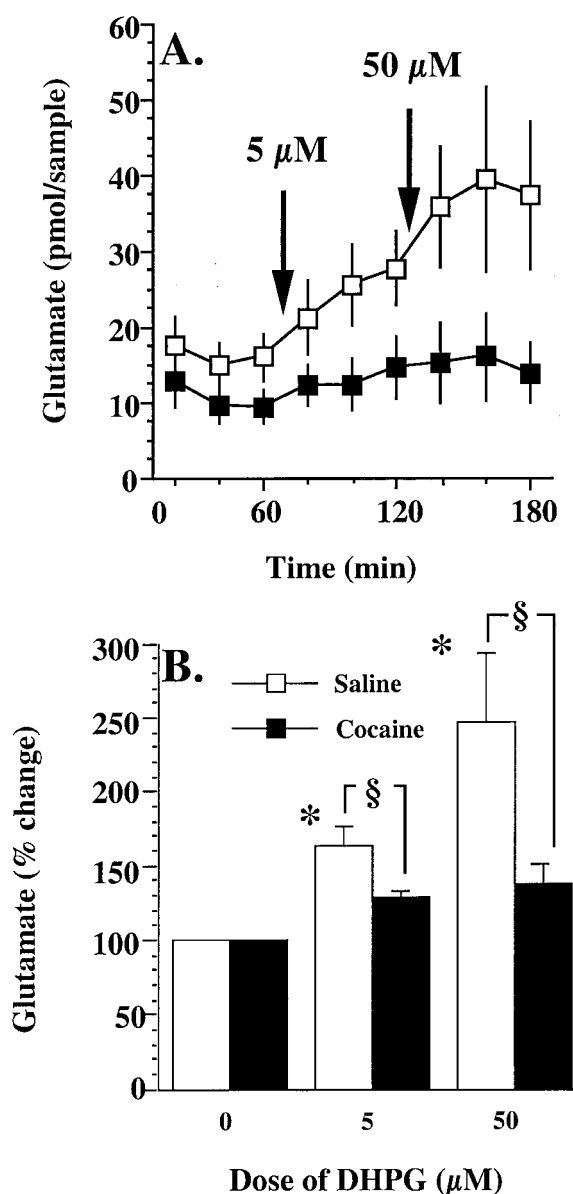 A.
60
50
40
30
20
10
0
Glutamate (pmol/sample)
5 µM
50 µM
0
60
120
180
Time (min)
B.
300
250
200
150
100
50
0
Glutamate (% change)
Saline
Cocaine
*
§
*
§
0
5
50
Dose of DHPG (µM)